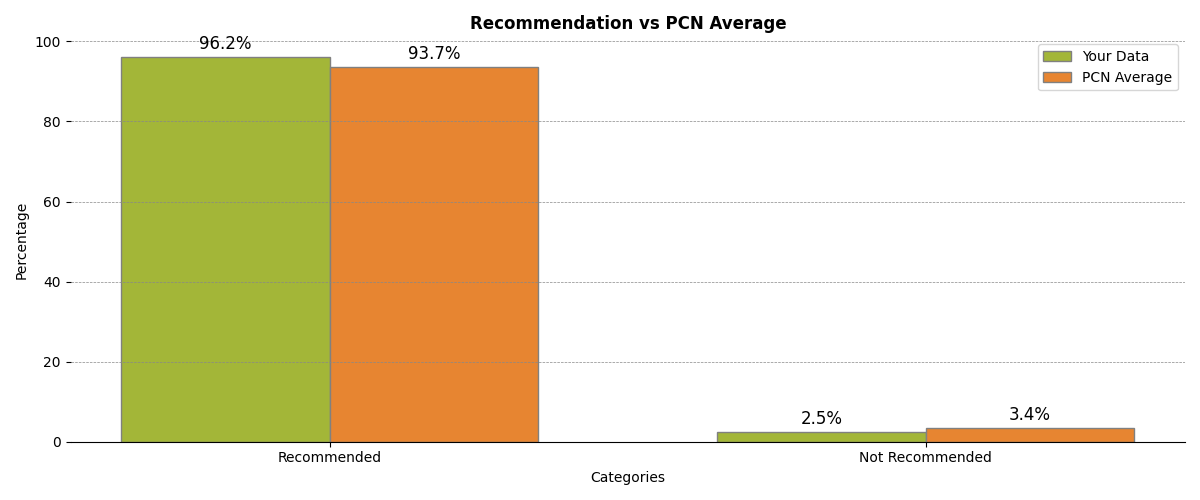 Recommendation vs PCN Average
100
80
60
40
20
0
Percentage
96.2%
93.7%
2.5%
3.4%
Your Data
PCN Average
Recommended
Not Recommended
Categories